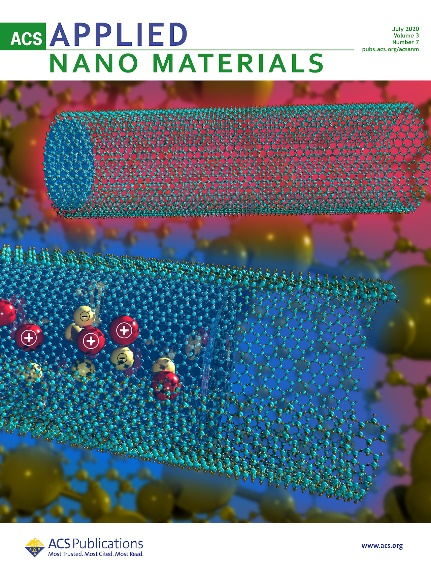 ACS APPLIED
NANO MATERIALS
July 2020
Volume 3
Number 7
pubs.acs.org/acsanm
ACS Publications
Most Trusted. Most Cited. Most Read.
www.acs.org